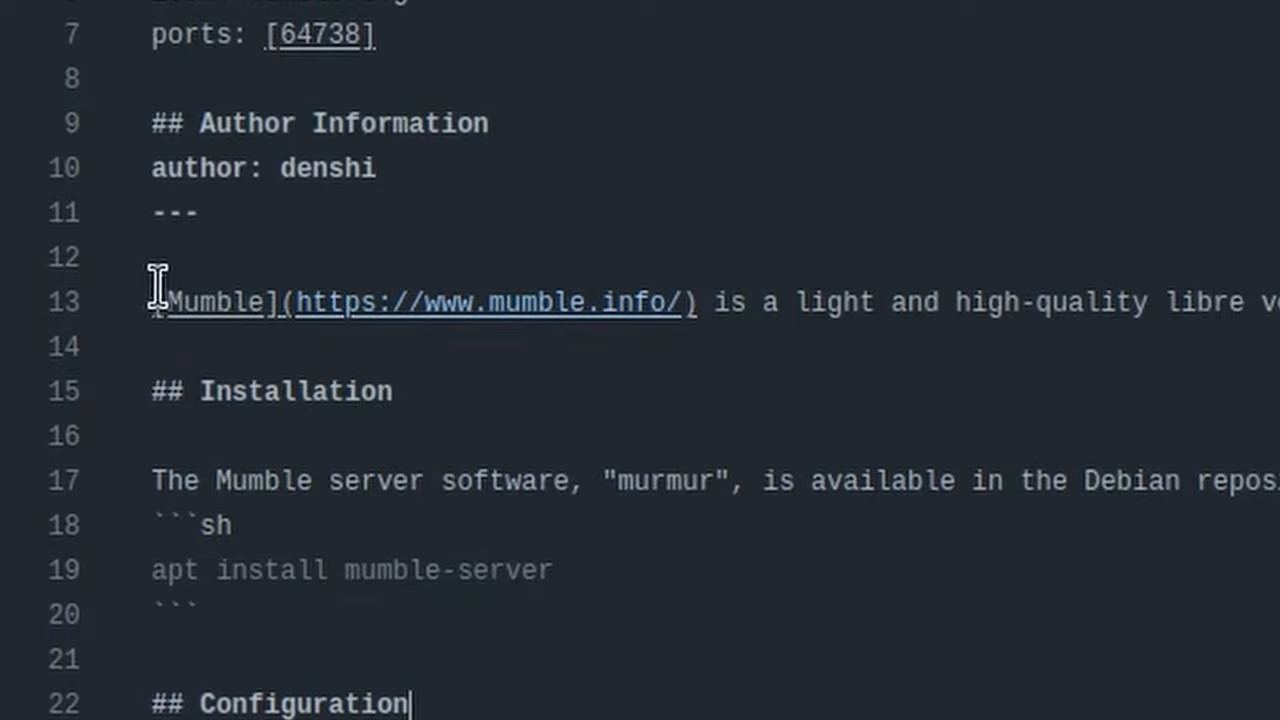 7 ports: [64738]
8
9 ## Author Information
10 author: denshi
11 ---
12
13 [Mumble](https://www.mumble.info/) is a light and high-quality libre
14
15 ## Installation
16
17 The Mumble server software, "murmur", is available in the Debian
18 ```sh
19 apt install mumble-server
20 ```
21
22 ## Configuration